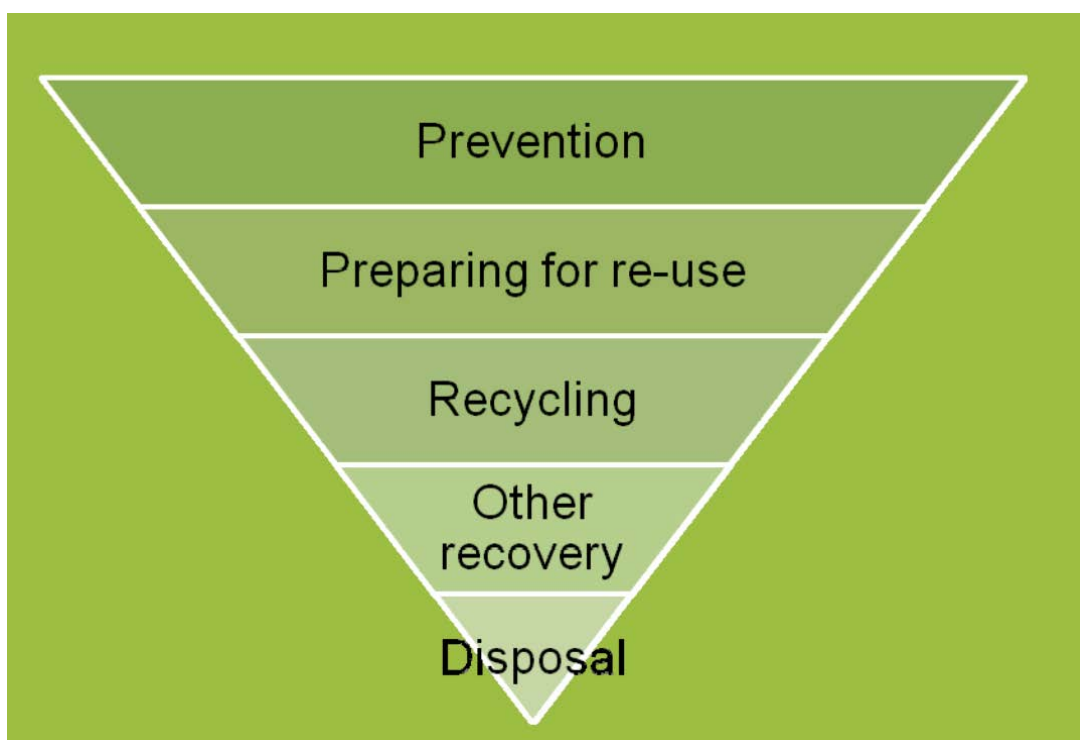 Prevention
Preparing for re-use
Recycling
Other
recovery
Disposal